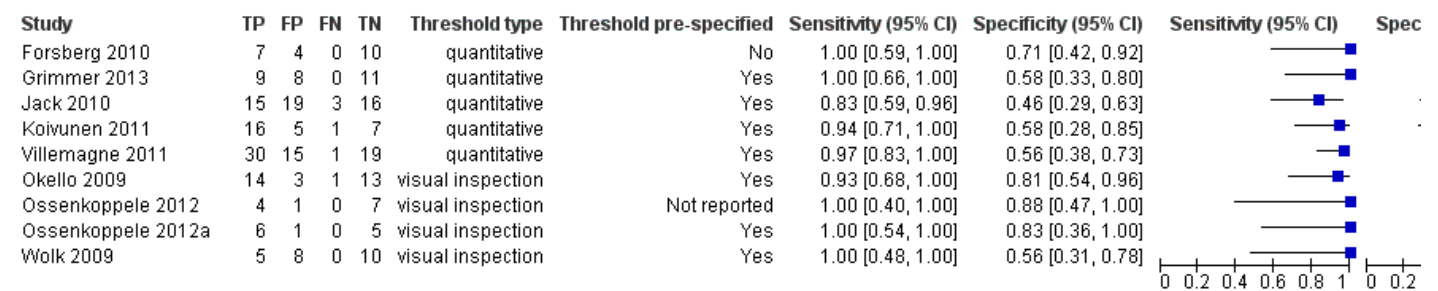 Study TP FP FN TN Threshold type Threshold pre-specified Sensitivity (95% CI) Specificity (95% CI) Sensitivity (95% CI) Spec
Forsberg 2010 7 4 0 10 quantitative No 1.00 [0.59, 1.00] 0.71 [0.42, 0.92]
Grimmer 2013 9 8 0 11 quantitative Yes 1.00 [0.66, 1.00] 0.58 [0.33, 0.80]
Jack 2010 15 19 3 16 quantitative Yes 0.83 [0.59, 0.96] 0.46 [0.29, 0.63]
Koivunen 2011 16 5 1 7 quantitative Yes 0.94 [0.71, 1.00] 0.58 [0.28, 0.85]
Villemagne 2011 30 15 1 19 quantitative Yes 0.97 [0.83, 1.00] 0.56 [0.38, 0.73]
Okello 2009 14 3 1 13 visual inspection Yes 0.93 [0.68, 1.00] 0.81 [0.54, 0.96]
Ossenkoppele 2012 4 1 0 7 visual inspection Not reported 1.00 [0.40, 1.00] 0.88 [0.47, 1.00]
Ossenkoppele 2012a 6 1 0 5 visual inspection Yes 1.00 [0.54, 1.00] 0.83 [0.36, 1.00]
Wolk 2009 5 8 0 10 visual inspection Yes 1.00 [0.48, 1.00] 0.56 [0.31, 0.78]
0 0.2 0.4 0.6 0.8 1 0 0.2